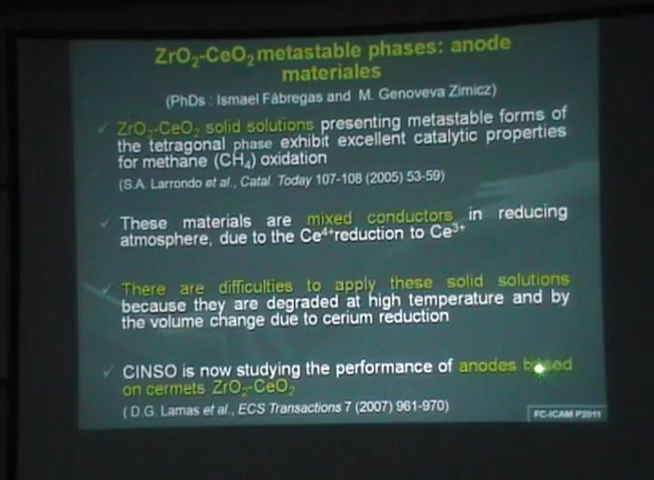 ZrO₂-CeO₂ metastable phases: anode
materiales
(PhDs : Ismael Fábregas and M. Genoveva Zimicz)
✓ ZrO₂-CeO₂ solid solutions presenting metastable forms of
the tetragonal phase exhibit excellent catalytic properties
for methane (CH₄) oxidation
(S.A. Larrondo et al., Catal. Today 107-108 (2005) 53-59)
✓ These materials are mixed conductors in reducing
atmosphere, due to the Ce⁴⁺reduction to Ce³⁺
✓ There are difficulties to apply these solid solutions
because they are degraded at high temperature and by
the volume change due to cerium reduction
✓ CINSO is now studying the performance of anodes based
on cermets ZrO₂-CeO₂
( D.G. Lamas et al., ECS Transactions 7 (2007) 961-970)
FC-ICAM P2011